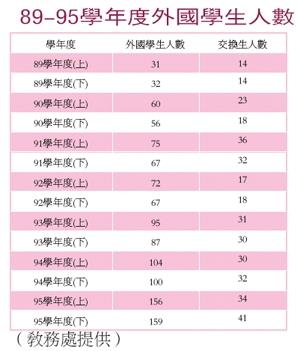 89-95學年度外國學生人數
學年度 外國學生人數 交換生人數
89學年度(上) 31 14
89學年度(下) 32 14
90學年度(上) 60 23
90學年度(下) 56 18
91學年度(上) 75 36
91學年度(下) 67 32
92學年度(上) 72 17
92學年度(下) 67 18
93學年度(上) 95 31
93學年度(下) 87 30
94學年度(上) 104 30
94學年度(下) 100 32
95學年度(上) 156 34
95學年度(下) 159 41
（教務處提供）